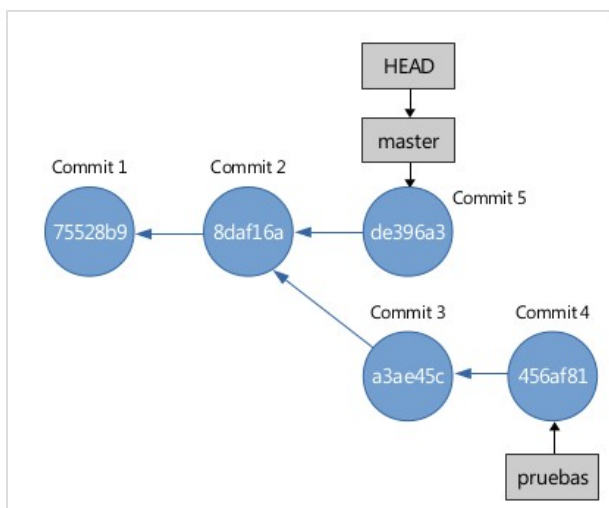 HEAD
master
Commit 1
Commit 2
Commit 5
75528b9
8daf16a
de396a3
Commit 3
Commit 4
a3ae45c
456af81
pruebas